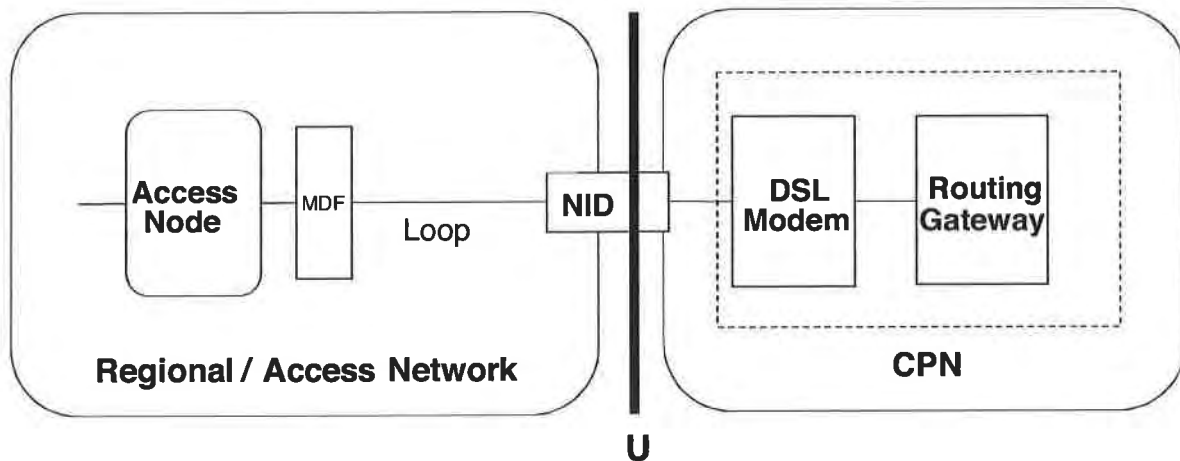 Access
Node
MDF
Loop
NID
DSL
Modem
Routing
Gateway
Regional / Access Network
CPN
U